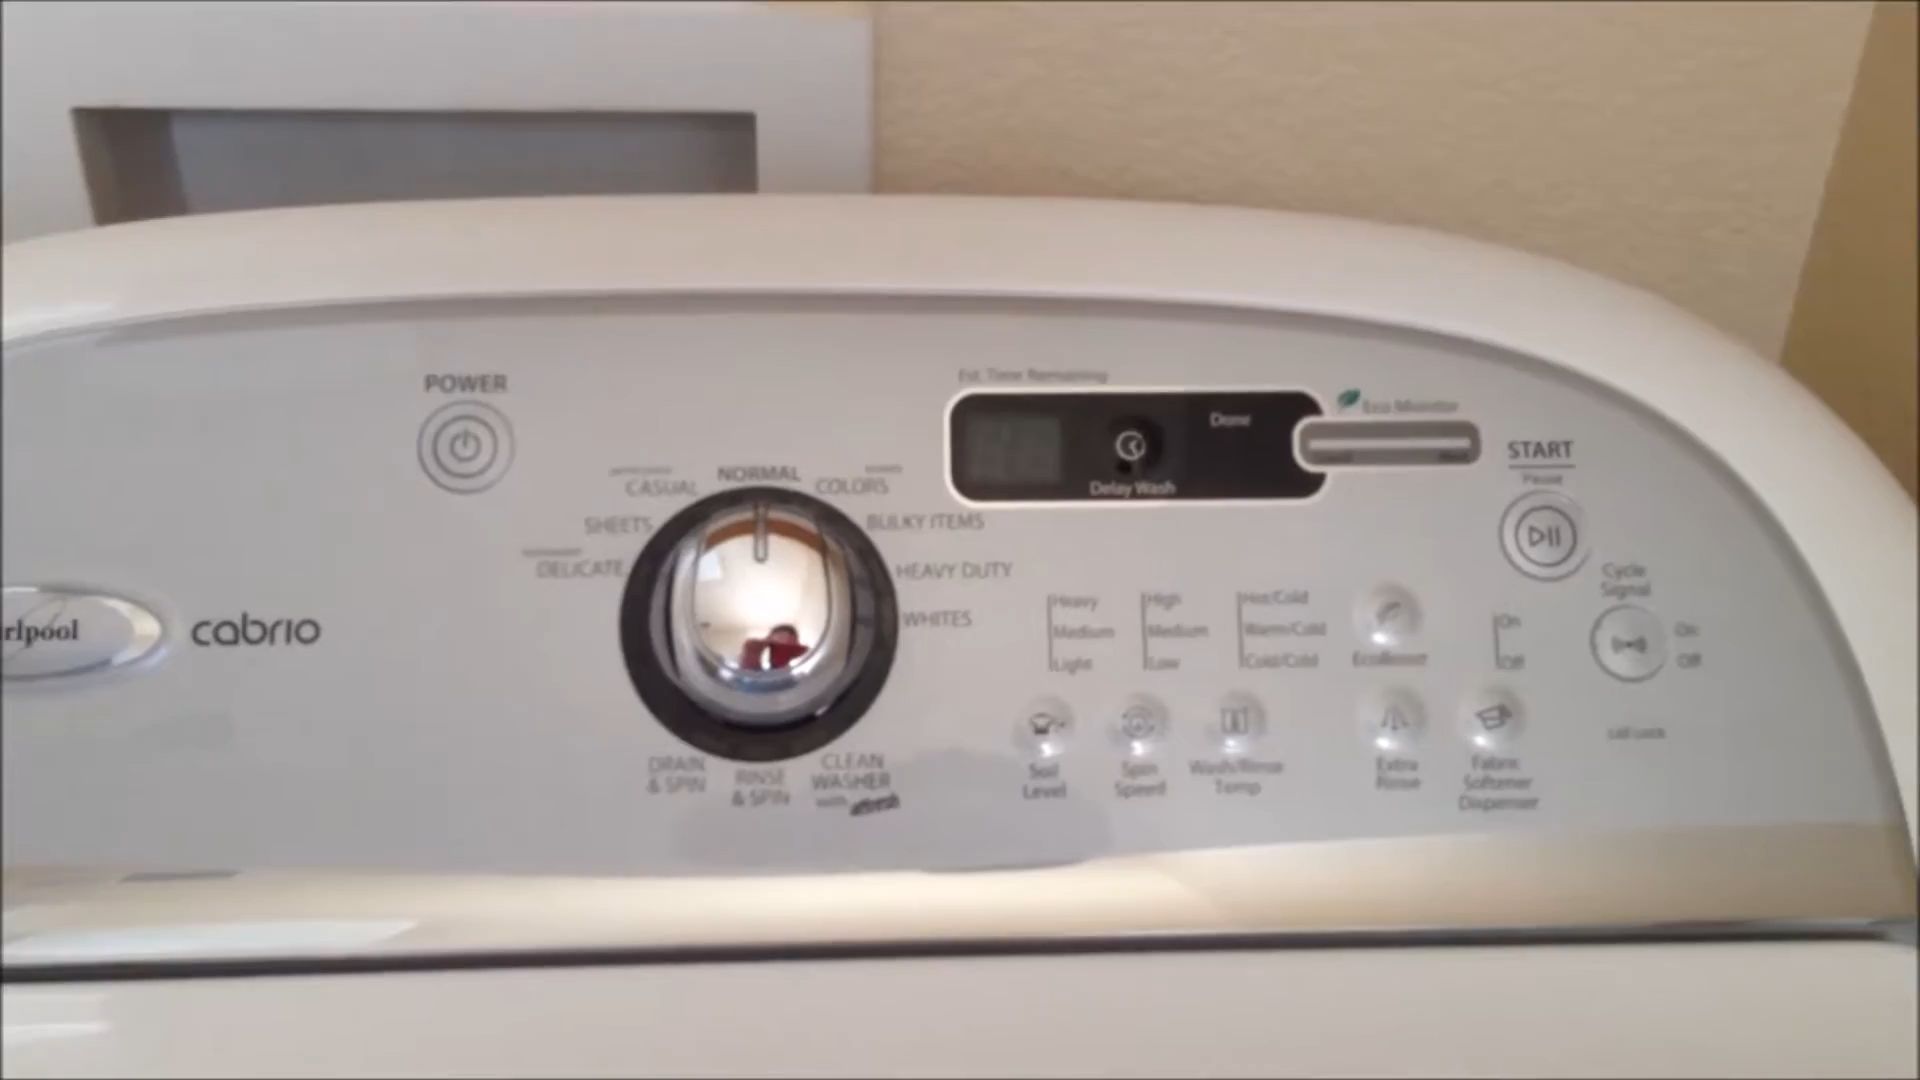 POWER
Est. Time Remaining
Done
Delay Wash
Eco Monitor
START
Pause
NORMAL
CASUAL
COLORS
SHEETS
BULKY ITEMS
DELICATE
HEAVY DUTY
WHITES
DRAIN
& SPIN
RINSE
& SPIN
CLEAN
WASHER
with affresh
rlpool
cabrio
Heavy
Medium
Light
High
Medium
Low
Hot/Cold
Warm/Cold
Cold/Cold
EcoBoost
On
Off
Cycle
Signal
On
Off
Soil
Level
Spin
Speed
Wash/Rinse
Temp
Extra
Rinse
Fabric
Softener
Dispenser
Lid Lock